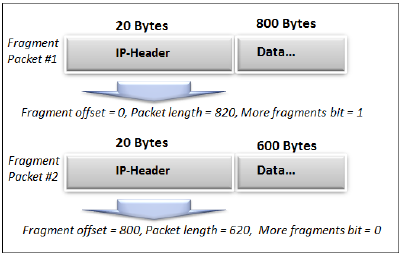 20 Bytes 800 Bytes
Fragment
Packet #1
IP-Header Data...
Fragment offset = 0, Packet length = 820, More fragments bit = 1
20 Bytes 600 Bytes
Fragment
Packet #2
IP-Header Data...
Fragment offset = 800, Packet length = 620, More fragments bit = 0